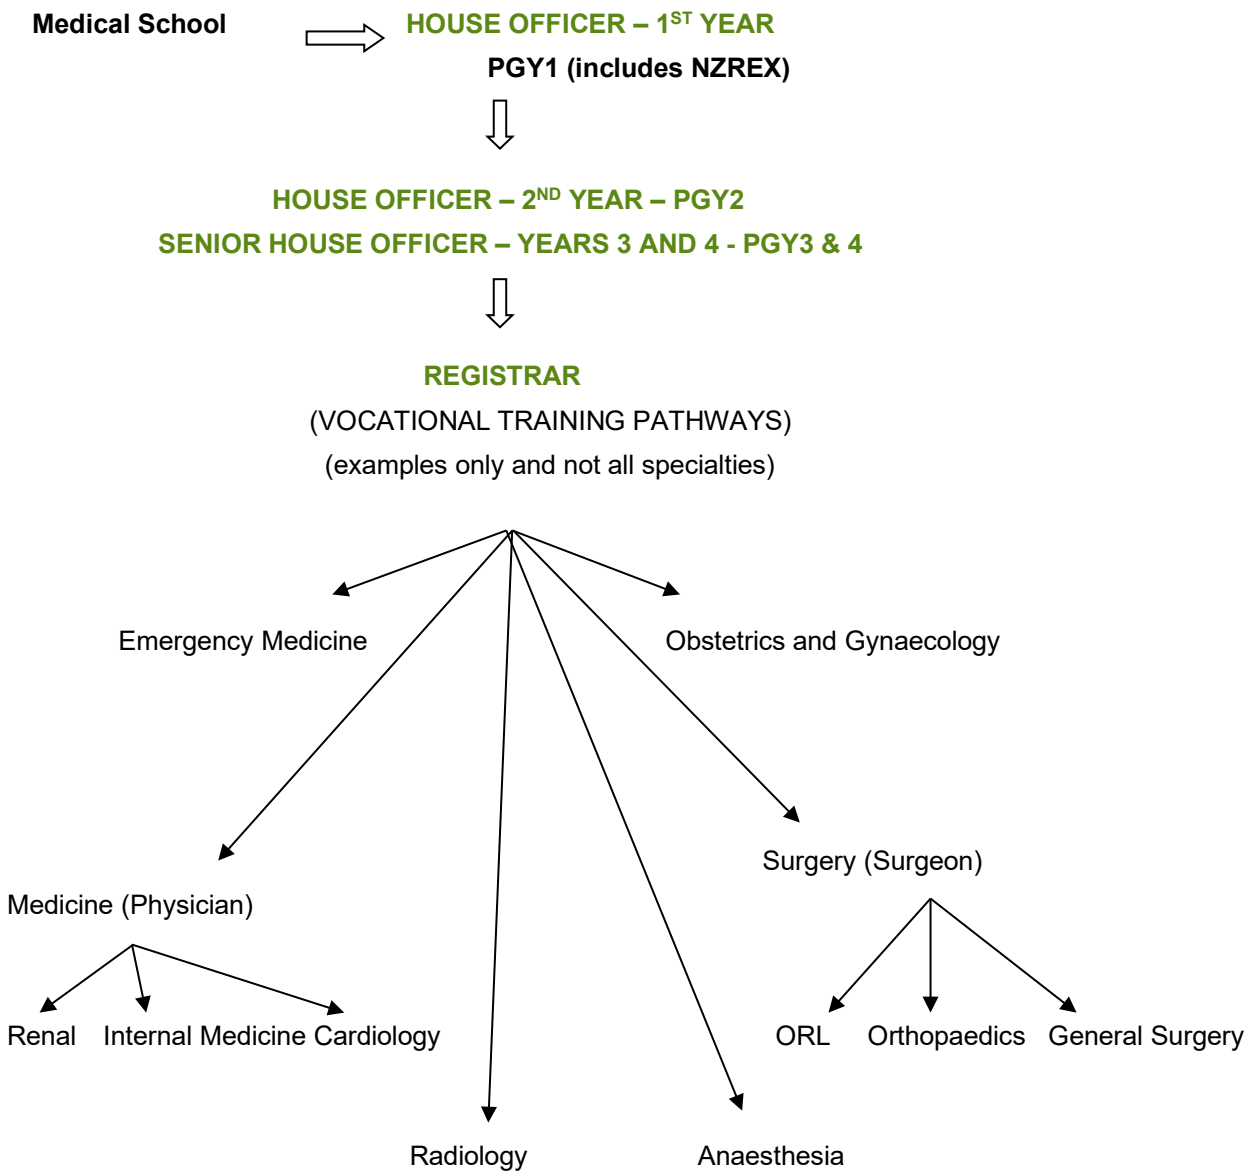 Medical School HOUSE OFFICER – 1ST YEAR
PGY1 (includes NZREX)
HOUSE OFFICER – 2ND YEAR – PGY2
SENIOR HOUSE OFFICER – YEARS 3 AND 4 - PGY3 & 4
REGISTRAR
(VOCATIONAL TRAINING PATHWAYS)
(examples only and not all specialties)
Emergency Medicine Obstetrics and Gynaecology
Surgery (Surgeon)
Medicine (Physician)
Renal Internal Medicine Cardiology ORL Orthopaedics General Surgery
Radiology Anaesthesia